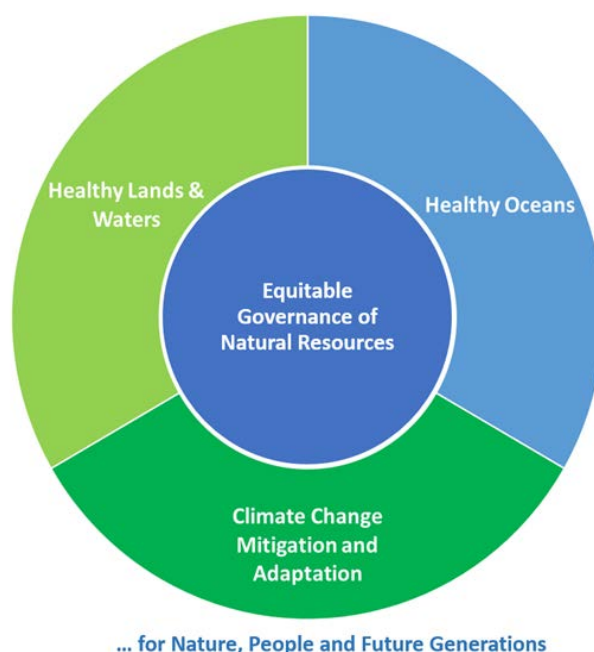 Healthy Lands &
Waters
Healthy Oceans
Equitable
Governance of
Natural Resources
Climate Change
Mitigation and
Adaptation
... for Nature, People and Future Generations